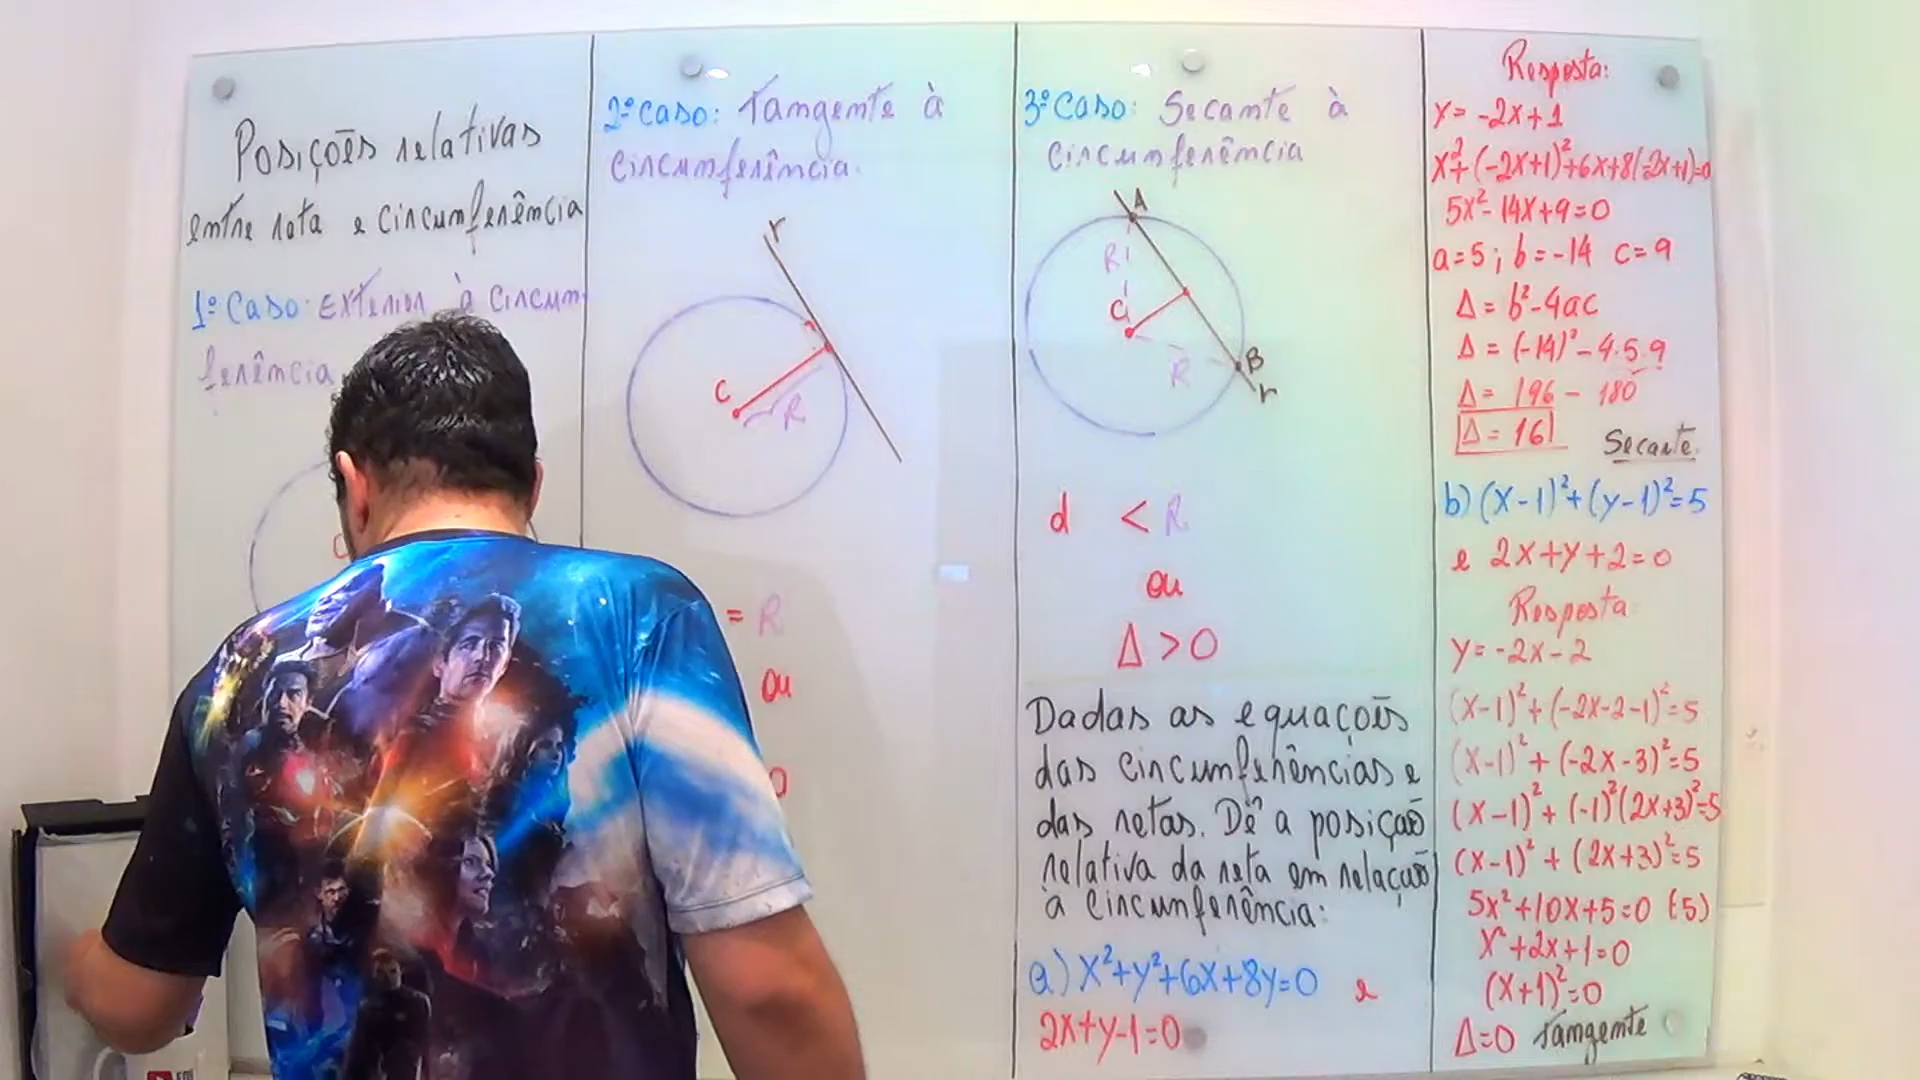 Posições relativas
entre reta e circunferência
1º Caso: Exterior à circun
ferência
C
2º caso: Tangente à
circunferência.
r
C
R
= R
ou
0
3º Caso: Secante à
circunferência
A
R
C
R
B
r
d < R
ou
Δ > 0
Dadas as equações
das circunferências e
das retas. Dê a posição
relativa da reta em relação
à circunferência:
a) x²+y²+6x+8y=0 e
2x+y-1=0
Resposta:
y = -2x+1
x²+(-2x+1)²+6x+8(-2x+1)=0
5x²-14x+9=0
a=5; b=-14 c=9
Δ = b²-4ac
Δ = (-14)²-4.5.9
Δ = 196 - 180
Δ = 16 Secante.
b) (x-1)²+(y-1)²=5
e 2x+y+2=0
Resposta
y=-2x-2
(x-1)²+(-2x-2-1)²=5
(x-1)²+(-2x-3)²=5
(x-1)²+(-1)²(2x+3)²=5
(x-1)²+(2x+3)²=5
5x²+10x+5=0 (5)
x²+2x+1=0
(x+1)²=0
Δ=0 Tangente